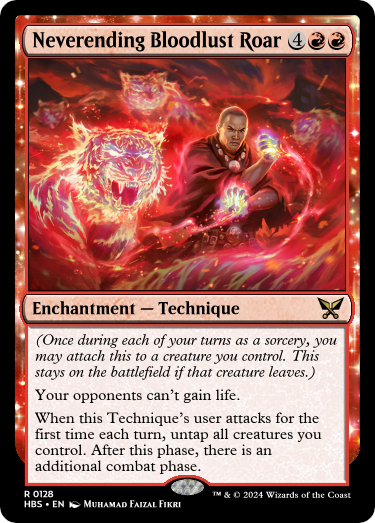 Neverending Bloodlust Roar 4
Enchantment — Technique
(Once during each of your turns as a sorcery, you
may attach this to a creature you control. This
stays on the battlefield if that creature leaves.)
Your opponents can't gain life.
When this Technique's user attacks for the
first time each turn, untap all creatures you
control. After this phase, there is an
additional combat phase.
R 0128
HBS • EN Muhamad Faizal Fikri
™ & © 2024 Wizards of the Coast